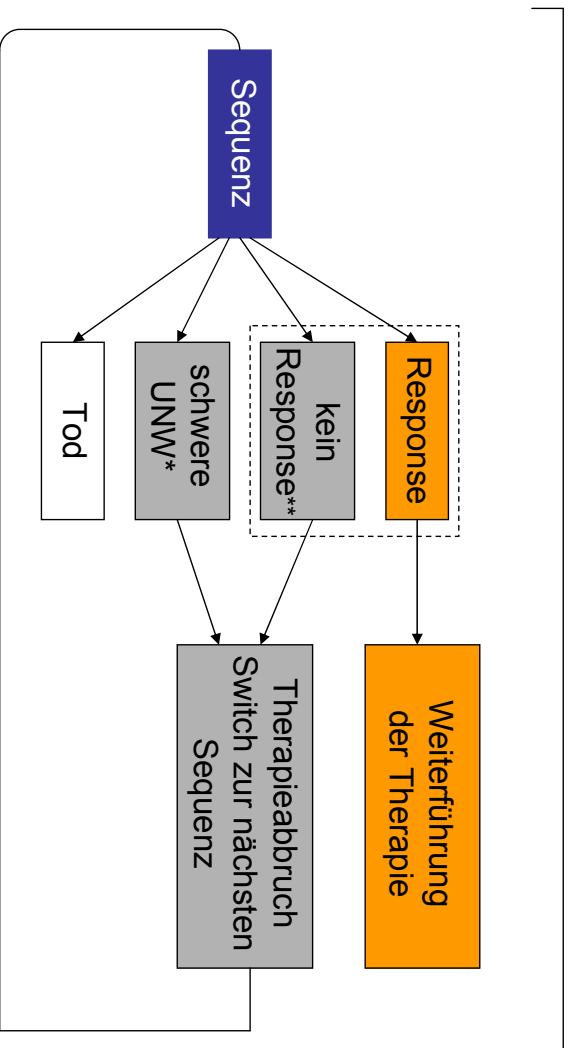 Sequenz
Response
kein
Response**
schwere
UNW*
Tod
Weiterführung
der Therapie
Therapieabbruch
Switch zur nächsten
Sequenz